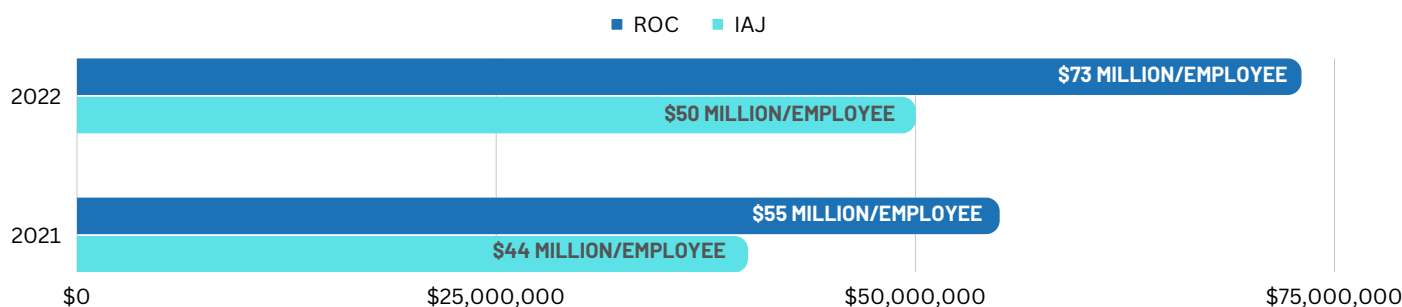 ROC IAJ
2022
$73 MILLION/EMPLOYEE
$50 MILLION/EMPLOYEE
2021
$55 MILLION/EMPLOYEE
$44 MILLION/EMPLOYEE
$0 $25,000,000 $50,000,000 $75,000,000